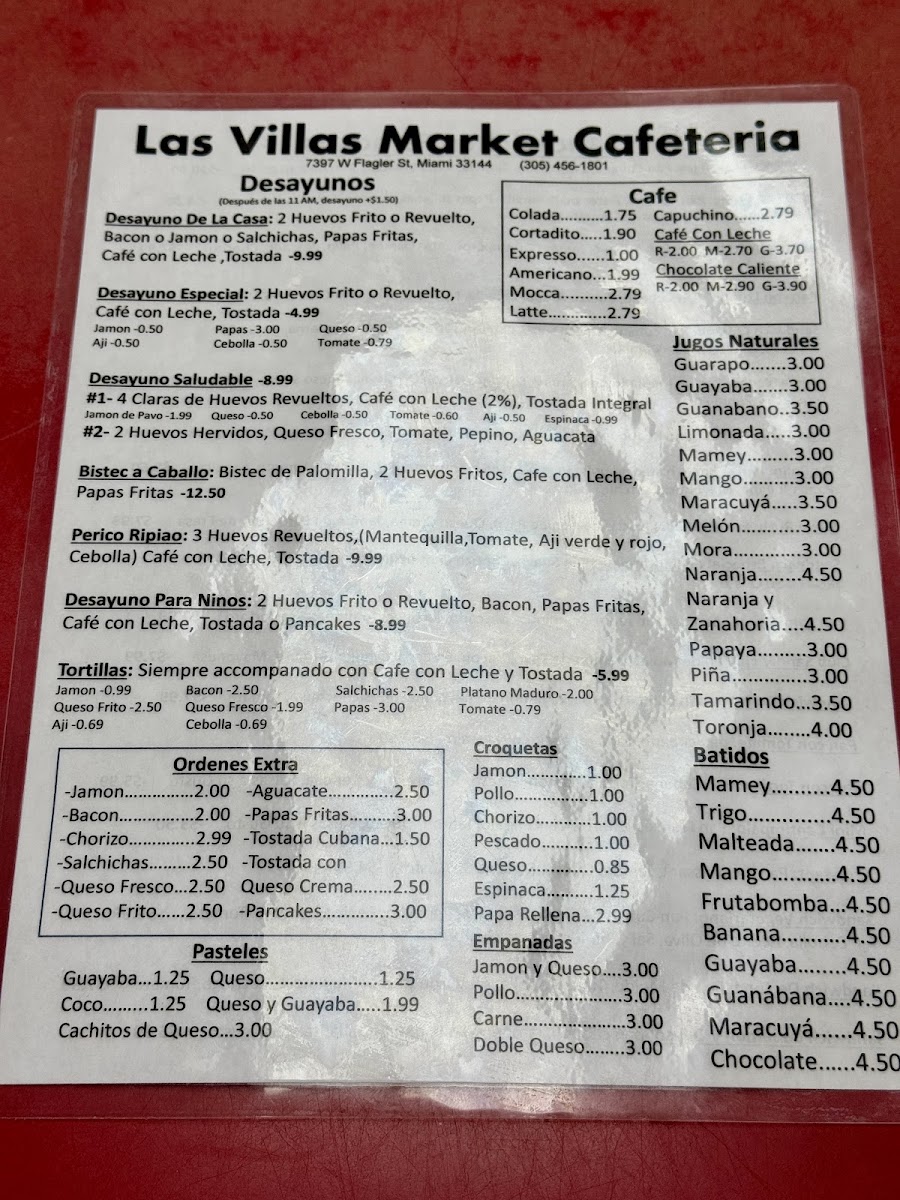 Las Villas Market Cafeteria
7397 W Flagler St, Miami 33144 (305) 456-1801
Desayunos
(Después de las 11 AM, desayuno +$1.50)
Desayuno De La Casa: 2 Huevos Frito o Revuelto,
Bacon o Jamon o Salchichas, Papas Fritas,
Café con Leche ,Tostada -9.99
Desayuno Especial: 2 Huevos Frito o Revuelto,
Café con Leche, Tostada -4.99
Jamon -0.50 Papas -3.00 Queso -0.50
Aji -0.50 Cebolla -0.50 Tomate -0.79
Desayuno Saludable -8.99
#1- 4 Claras de Huevos Revueltos, Café con Leche (2%), Tostada Integral
Jamon de Pavo -1.99 Queso -0.50 Cebolla -0.50 Tomate -0.60 Aji -0.50 Espinaca -0.99
#2- 2 Huevos Hervidos, Queso Fresco, Tomate, Pepino, Aguacata
Bistec a Caballo: Bistec de Palomilla, 2 Huevos Fritos, Cafe con Leche,
Papas Fritas -12.50
Perico Ripiao: 3 Huevos Revueltos,(Mantequilla,Tomate, Aji verde y rojo,
Cebolla) Café con Leche, Tostada -9.99
Desayuno Para Ninos: 2 Huevos Frito o Revuelto, Bacon, Papas Fritas,
Café con Leche, Tostada o Pancakes -8.99
Tortillas: Siempre accompanado con Cafe con Leche y Tostada -5.99
Jamon -0.99 Bacon -2.50 Salchichas -2.50 Platano Maduro -2.00
Queso Frito -2.50 Queso Fresco -1.99 Papas -3.00 Tomate -0.79
Aji -0.69 Cebolla -0.69
Cafe
Colada..........1.75 Capuchino......2.79
Cortadito.....1.90 Café Con Leche
Expresso......1.00 R-2.00 M-2.70 G-3.70
Americano...1.99 Chocolate Caliente
Mocca..........2.79 R-2.00 M-2.90 G-3.90
Latte.............2.79
Jugos Naturales
Guarapo.......3.00
Guayaba.......3.00
Guanabano..3.50
Limonada.....3.00
Mamey.........3.00
Mango..........3.00
Maracuyá.....3.50
Melón...........3.00
Mora............3.00
Naranja........4.50
Naranja y
Zanahoria....4.50
Papaya.........3.00
Piña..............3.00
Tamarindo...3.50
Toronja........4.00
Batidos
Mamey..........4.50
Trigo..............4.50
Malteada.......4.50
Mango...........4.50
Frutabomba...4.50
Banana...........4.50
Guayaba........4.50
Guanábana....4.50
Maracuyá......4.50
Chocolate......4.50
Ordenes Extra
-Jamon...............2.00 -Aguacate..............2.50
-Bacon................2.00 -Papas Fritas..........3.00
-Chorizo..............2.99 -Tostada Cubana...1.50
-Salchichas.........2.50 -Tostada con
-Queso Fresco...2.50 Queso Crema........2.50
-Queso Frito......2.50 -Pancakes...............3.00
Croquetas
Jamon.............1.00
Pollo................1.00
Chorizo............1.00
Pescado...........1.00
Queso..............0.85
Espinaca..........1.25
Papa Rellena...2.99
Pasteles
Guayaba...1.25 Queso........................1.25
Coco.........1.25 Queso y Guayaba.....1.99
Cachitos de Queso...3.00
Empanadas
Jamon y Queso....3.00
Pollo.......................3.00
Carne......................3.00
Doble Queso........3.00